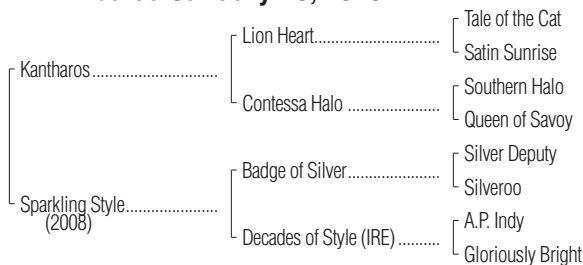 Tale of the Cat
Lion Heart
Satin Sunrise
Kantharos
Southern Halo
Contessa Halo
Queen of Savoy
Silver Deputy
Badge of Silver
Silveroo
Sparkling Style
(2008)
A.P. Indy
Decades of Style (IRE)
Gloriously Bright